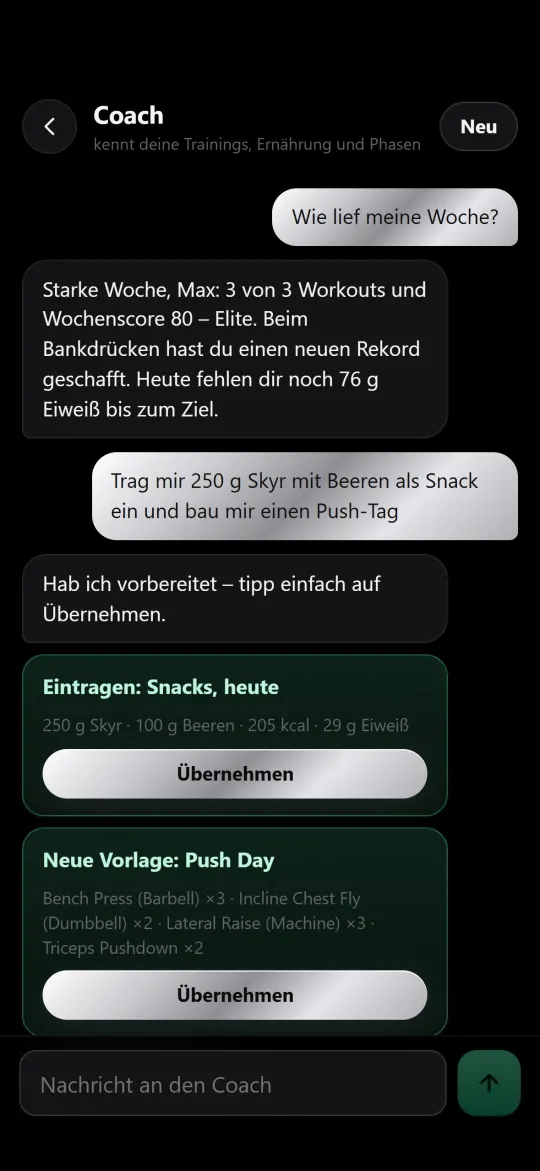 Coach
kennt deine Trainings, Ernährung und Phasen
Neu
Wie lief meine Woche?
Starke Woche, Max: 3 von 3 Workouts und
Wochenscore 80 – Elite. Beim
Bankdrücken hast du einen neuen Rekord
geschafft. Heute fehlen dir noch 76 g
Eiweiß bis zum Ziel.
Trag mir 250 g Skyr mit Beeren als Snack
ein und bau mir einen Push-Tag
Hab ich vorbereitet – tipp einfach auf
Übernehmen.
Eintragen: Snacks, heute
250 g Skyr · 100 g Beeren · 205 kcal · 29 g Eiweiß
Übernehmen
Neue Vorlage: Push Day
Bench Press (Barbell) ×3 · Incline Chest Fly
(Dumbbell) ×2 · Lateral Raise (Machine) ×3 ·
Triceps Pushdown ×2
Übernehmen
Nachricht an den Coach